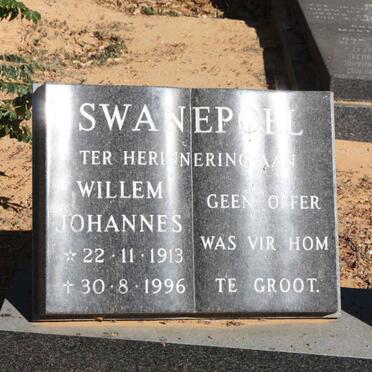 SWANEPOEL
TER HERINNERING AAN
WILLEM
JOHANNES
☆ 22 · 11 · 1913
† 30 · 8 · 1996
GEEN OFFER
WAS VIR HOM
TE GROOT.